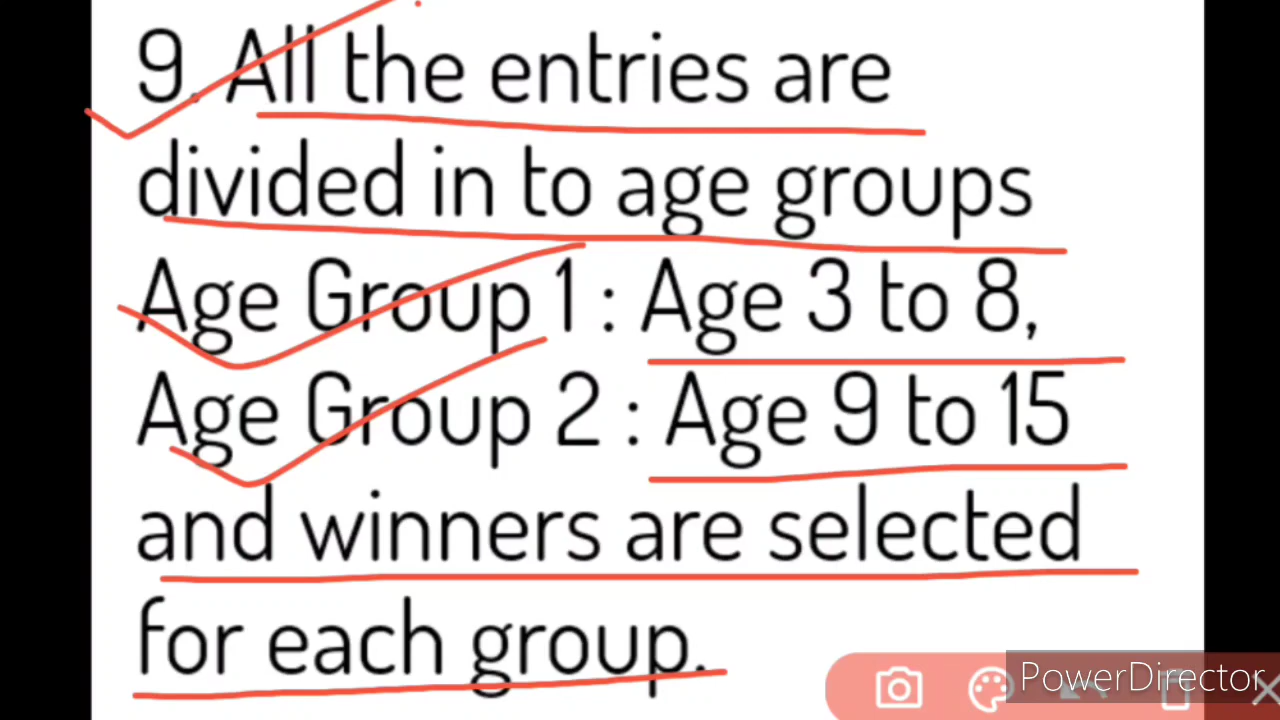 9. All the entries are
divided in to age groups
Age Group 1 : Age 3 to 8,
Age Group 2 : Age 9 to 15
and winners are selected
for each group.
PowerDirector